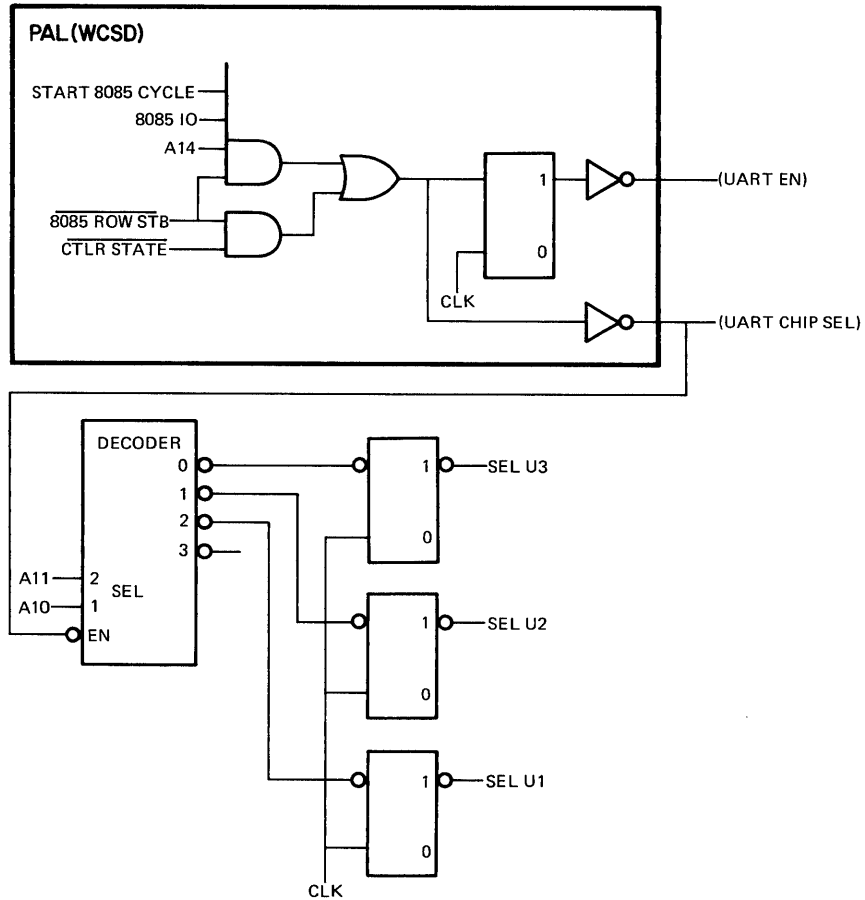 PAL(WCSD)
START 8085 CYCLE
8085 IO
A14
8085 ROW STB
CTLR STATE
1
0
CLK
(UART EN)
(UART CHIP SEL)
DECODER
0
1
2
3
A11
2
SEL
A10
1
EN
1
0
SEL U3
1
0
SEL U2
1
0
SEL U1
CLK